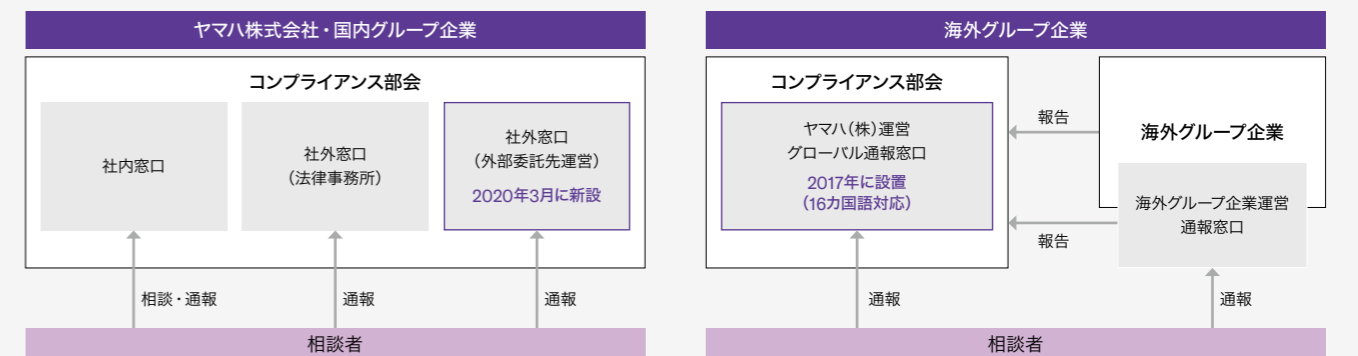 ヤマハ株式会社・国内グループ企業
コンプライアンス部会
社内窓口
社外窓口
（法律事務所）
社外窓口
（外部委託先運営）
2020年3月に新設
相談・通報
通報
通報
相談者
海外グループ企業
コンプライアンス部会
ヤマハ（株）運営
グローバル通報窓口
2017年に設置
（16カ国語対応）
報告
報告
海外グループ企業
海外グループ企業運営
通報窓口
通報
通報
相談者